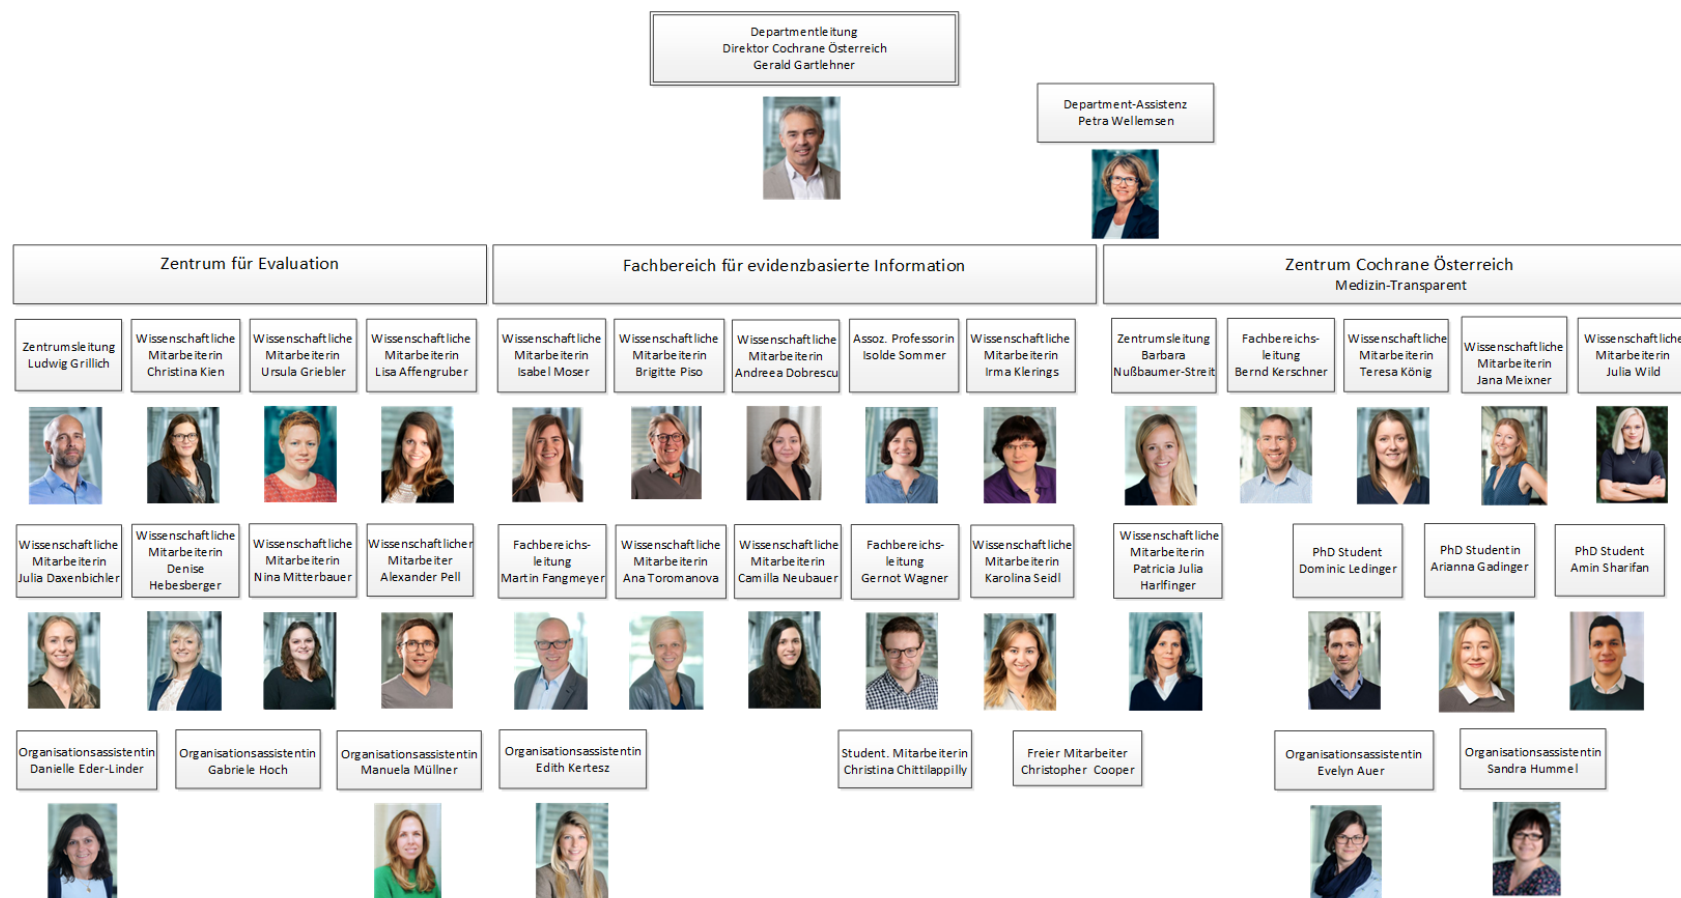 Departmentleitung
Direktor Cochrane Österreich
Gerald Gartlehner
Department-Assistenz
Petra Wellemsen
Zentrum für Evaluation
Fachbereich für evidenzbasierte Information
Zentrum Cochrane Österreich
Medizin-Transparent
Zentrumsleitung
Ludwig Grillich
Wissenschaftliche
Mitarbeiterin
Christina Kien
Wissenschaftliche
Mitarbeiterin
Ursula Griebler
Wissenschaftliche
Mitarbeiterin
Lisa Affengruber
Wissenschaftliche
Mitarbeiterin
Isabel Moser
Wissenschaftliche
Mitarbeiterin
Brigitte Piso
Wissenschaftliche
Mitarbeiterin
Andreea Dobrescu
Assoz. Professorin
Isolde Sommer
Wissenschaftliche
Mitarbeiterin
Irma Klerings
Zentrumsleitung
Barbara
Nußbaumer-Streit
Fachbereichs-
leitung
Bernd Kerschner
Wissenschaftliche
Mitarbeiterin
Teresa König
Wissenschaftliche
Mitarbeiterin
Jana Meixner
Wissenschaftliche
Mitarbeiterin
Julia Wild
Wissenschaftliche
Mitarbeiterin
Julia Daxenbichler
Wissenschaftliche
Mitarbeiterin
Denise
Hebesberger
Wissenschaftliche
Mitarbeiterin
Nina Mitterbauer
Wissenschaftlicher
Mitarbeiter
Alexander Pell
Fachbereichs-
leitung
Martin Fangmeyer
Wissenschaftliche
Mitarbeiterin
Ana Toromanova
Wissenschaftliche
Mitarbeiterin
Camilla Neubauer
Fachbereichs-
leitung
Gernot Wagner
Wissenschaftliche
Mitarbeiterin
Karolina Seidl
Wissenschaftliche
Mitarbeiterin
Patricia Julia
Harlfinger
PhD Student
Dominic Ledinger
PhD Studentin
Arianna Gadinger
PhD Student
Amin Sharifan
Organisationsassistentin
Danielle Eder-Linder
Organisationsassistentin
Gabriele Hoch
Organisationsassistentin
Manuela Müllner
Organisationsassistentin
Edith Kertesz
Student. Mitarbeiterin
Christina Chittilappilly
Freier Mitarbeiter
Christopher Cooper
Organisationsassistentin
Evelyn Auer
Organisationsassistentin
Sandra Hummel